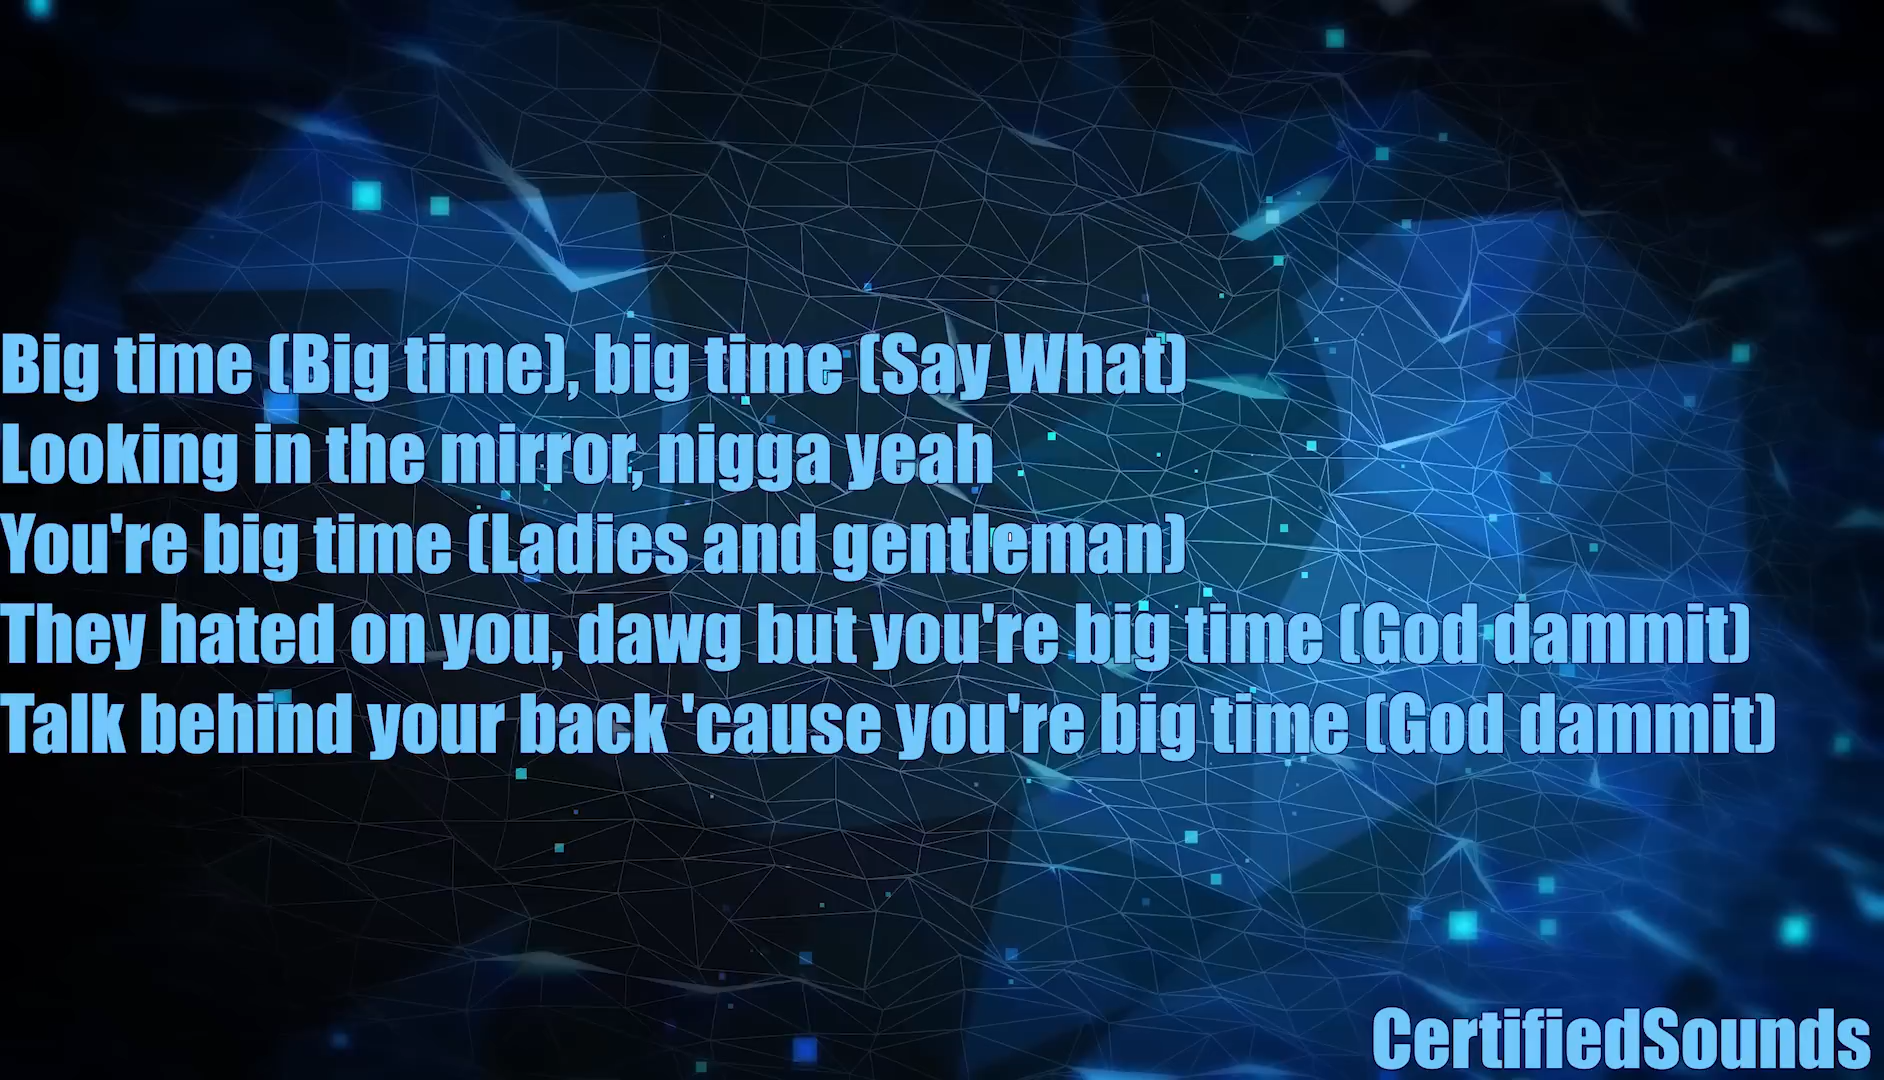 Big time (Big time), big time (Say What)
Looking in the mirror, nigga yeah
You're big time (Ladies and gentleman)
They hated on you, dawg but you're big time (God dammit)
Talk behind your back 'cause you're big time (God dammit)
CertifiedSounds